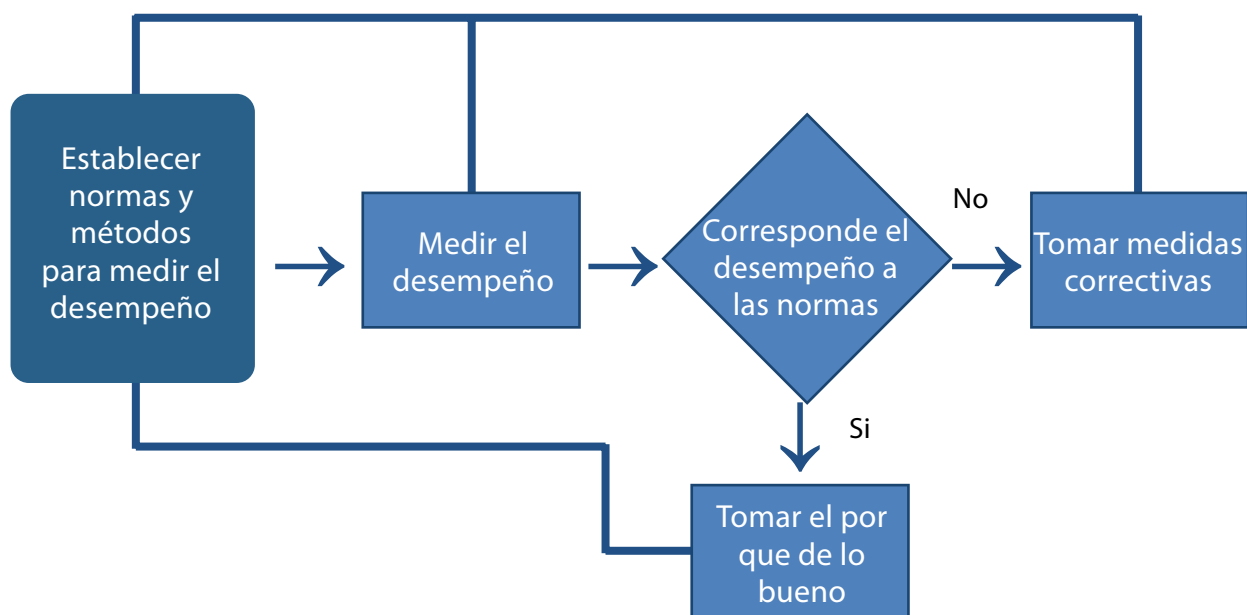 Establecer
normas y
métodos
para medir el
desempeño
Medir el
desempeño
Corresponde el
desempeño a
las normas
No
Tomar medidas
correctivas
Si
Tomar el por
que de lo
bueno